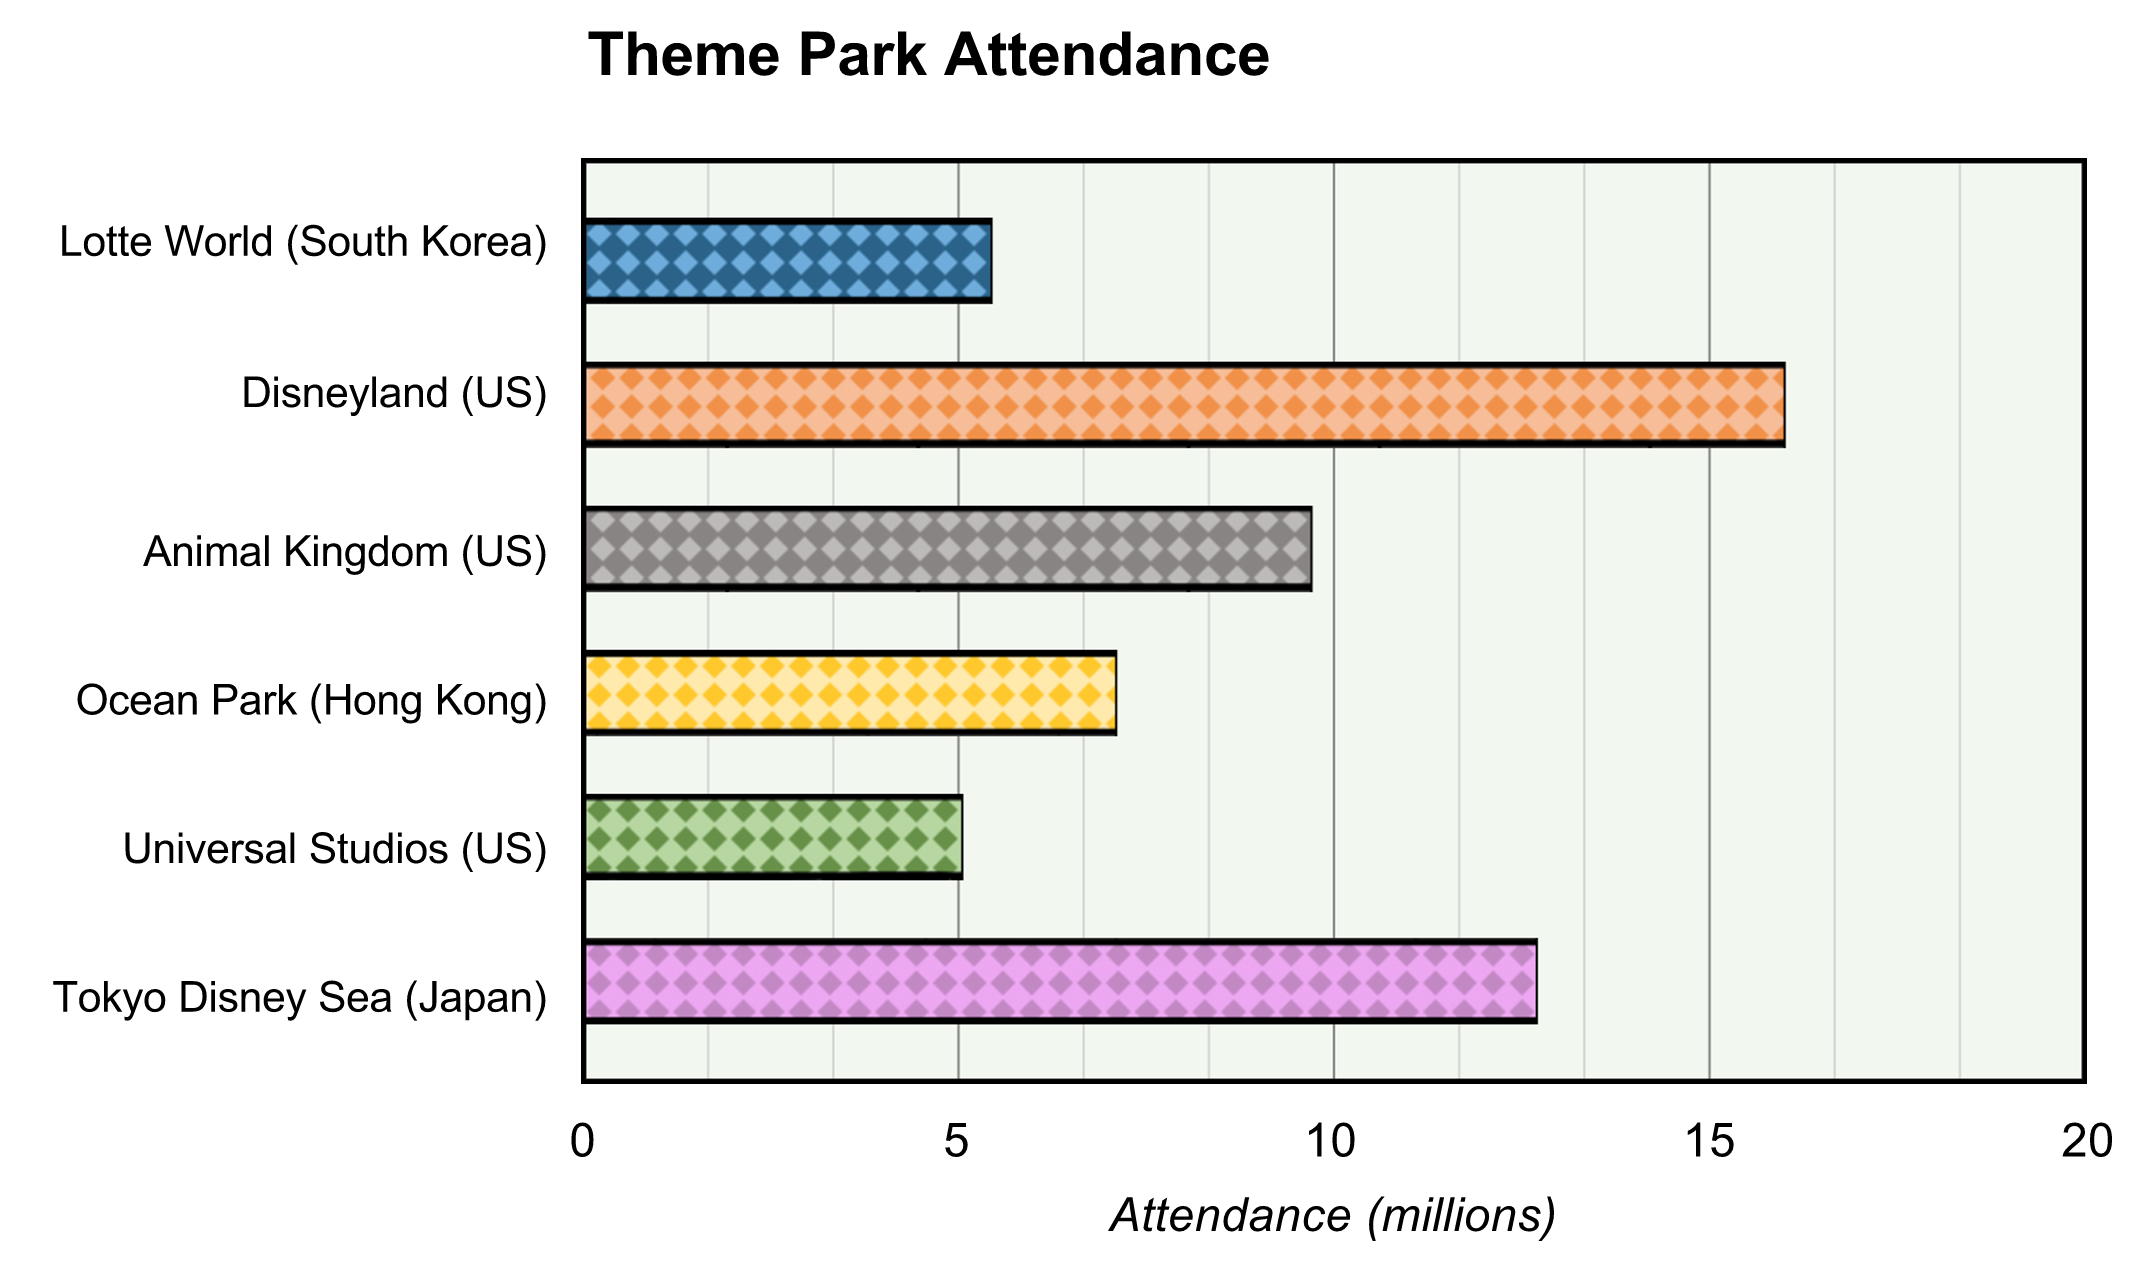 Theme Park Attendance
Lotte World (South Korea)
Disneyland (US)
Animal Kingdom (US)
Ocean Park (Hong Kong)
Universal Studios (US)
Tokyo Disney Sea (Japan)
0 5 10 15 20
Attendance (millions)